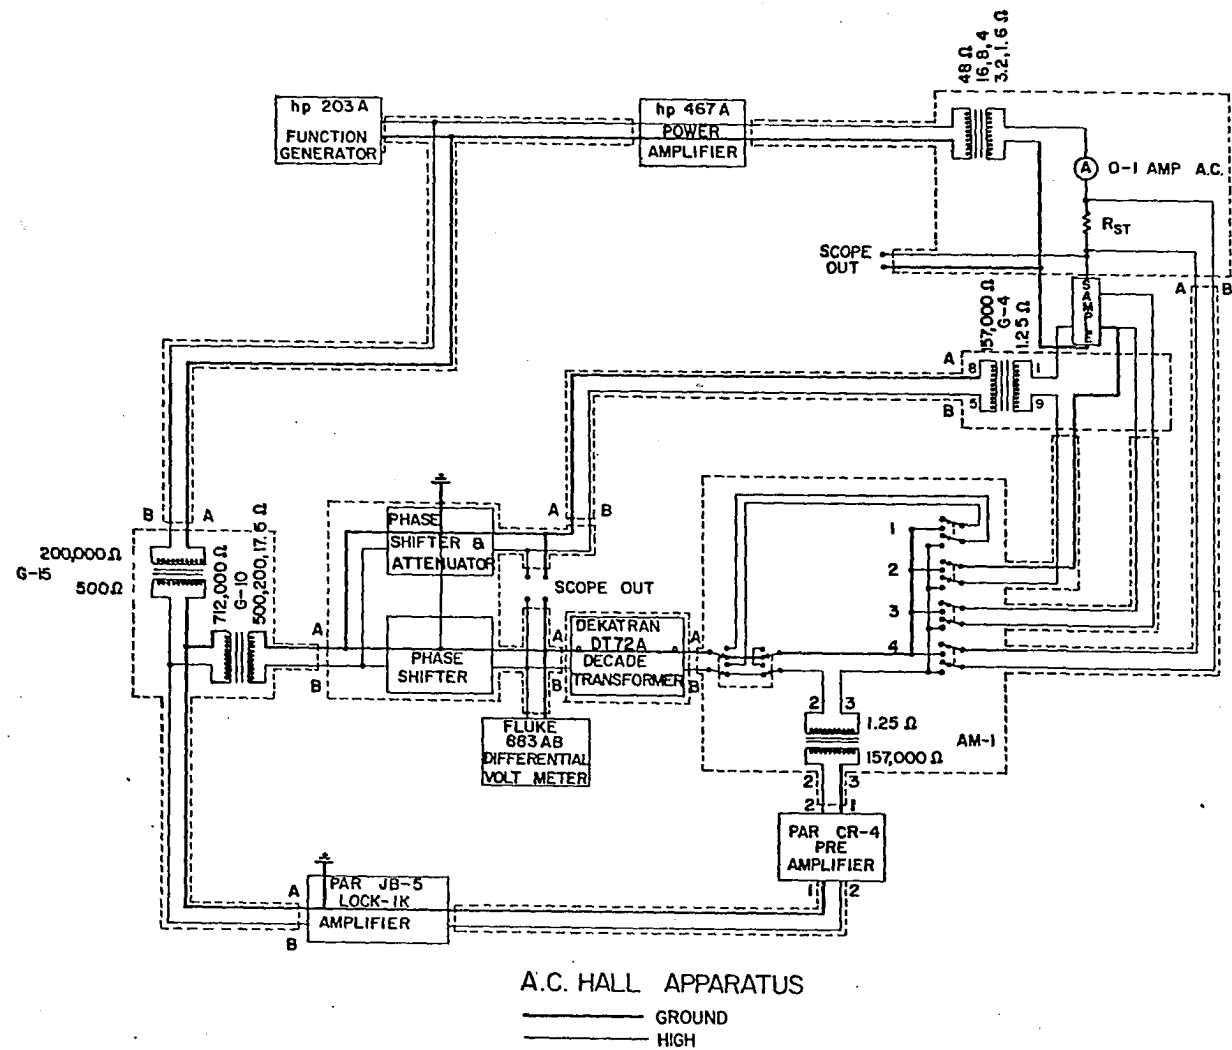 48 Ω
16, 8, 4
3.2, 1.6 Ω
hp 203A
FUNCTION
GENERATOR
hp 467A
POWER
AMPLIFIER
A
0-1 AMP A.C.
R_ST
SCOPE
OUT
SAMPLE
A
B
157,000 Ω
G-4
1.25 Ω
A
8
1
5
9
B
B
A
A
B
200,000 Ω
G-15
500 Ω
712,000 Ω
G-10
500, 200, 17.5 Ω
PHASE
SHIFTER &
ATTENUATOR
SCOPE OUT
A
B
PHASE
SHIFTER
A
B
DEKATRAN
DT72A
DECADE
TRANSFORMER
A
B
1
2
3
4
FLUKE
883AB
DIFFERENTIAL
VOLT METER
2
3
1.25 Ω
AM-1
157,000 Ω
2
3
2
1
PAR CR-4
PRE
AMPLIFIER
1
2
A
PAR JB-5
LOCK-IK
AMPLIFIER
B
A.C. HALL APPARATUS
GROUND
HIGH